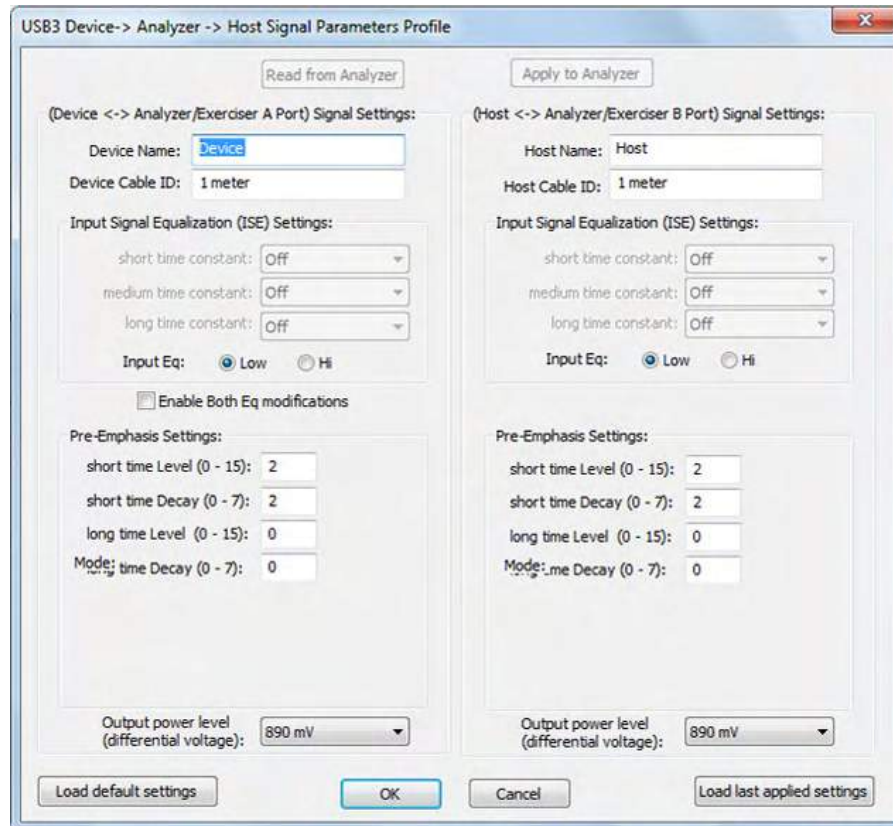 USB3 Device-> Analyzer -> Host Signal Parameters Profile
Read from Analyzer
Apply to Analyzer
(Device <-> Analyzer/Exerciser A Port) Signal Settings:
Device Name: Device
Device Cable ID: 1 meter
Input Signal Equalization (ISE) Settings:
short time constant: Off
medium time constant: Off
long time constant: Off
Input Eq: Low Hi
Enable Both Eq modifications
Pre-Emphasis Settings:
short time Level (0 - 15): 2
short time Decay (0 - 7): 2
long time Level (0 - 15): 0
Mode: time Decay (0 - 7): 0
Output power level
(differential voltage): 890 mV
(Host <-> Analyzer/Exerciser B Port) Signal Settings:
Host Name: Host
Host Cable ID: 1 meter
Input Signal Equalization (ISE) Settings:
short time constant: Off
medium time constant: Off
long time constant: Off
Input Eq: Low Hi
Pre-Emphasis Settings:
short time Level (0 - 15): 2
short time Decay (0 - 7): 2
long time Level (0 - 15): 0
Mode: Decay (0 - 7): 0
Output power level
(differential voltage): 890 mV
Load default settings
OK
Cancel
Load last applied settings